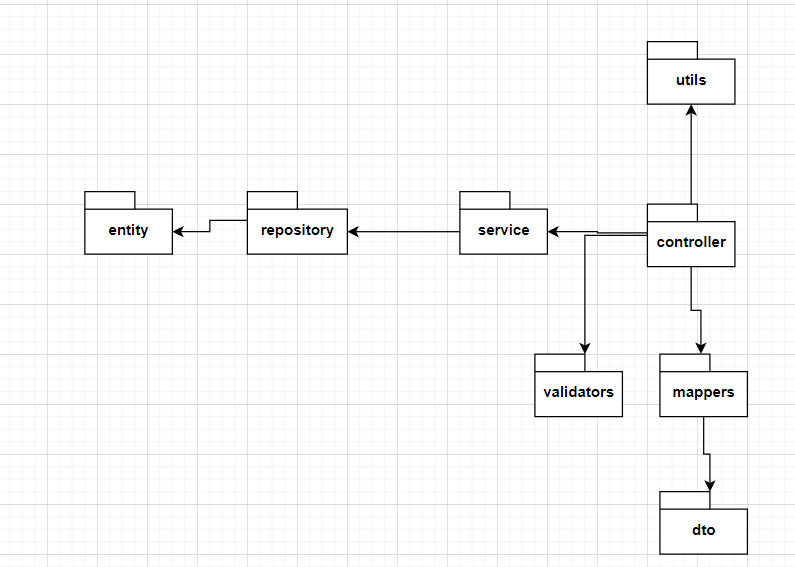 utils
entity
repository
service
controller
validators
mappers
dto